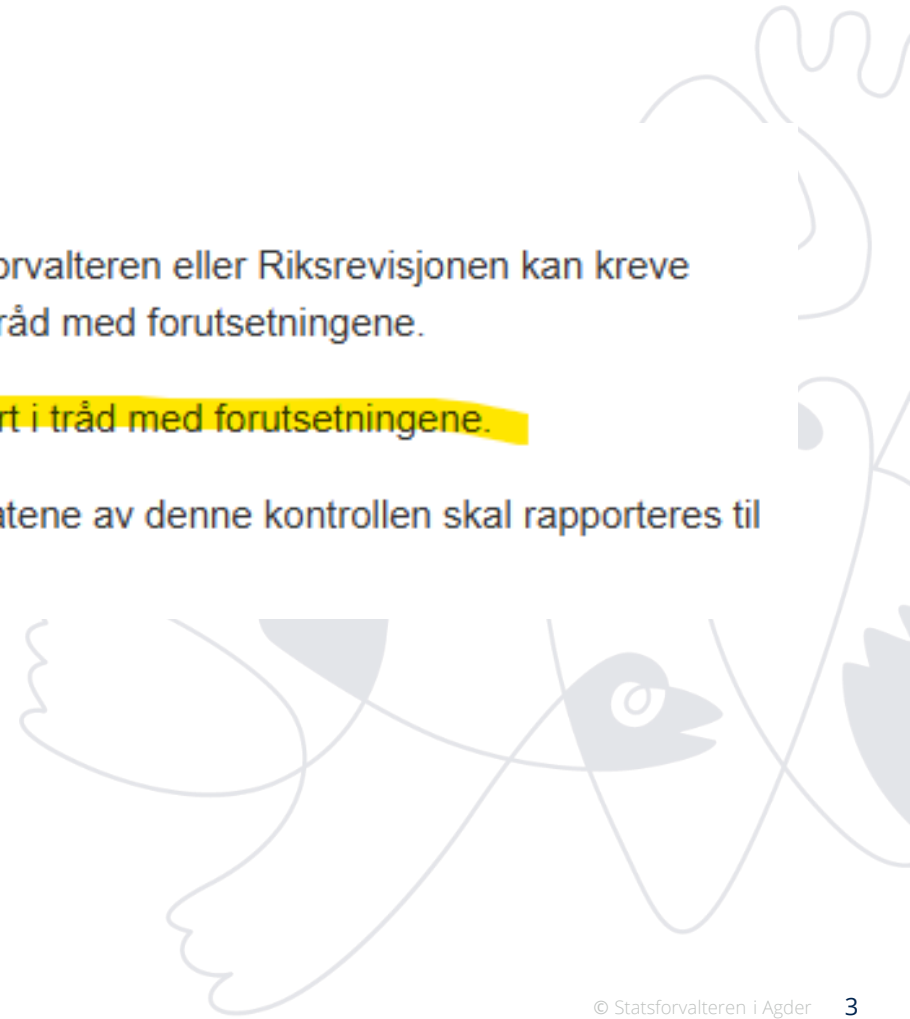 orvalteren eller Riksrevisjonen kan kreve
råd med forutsetningene.
rt i tråd med forutsetningene.
atene av denne kontrollen skal rapporteres til
© Statsforvalteren i Agder 3